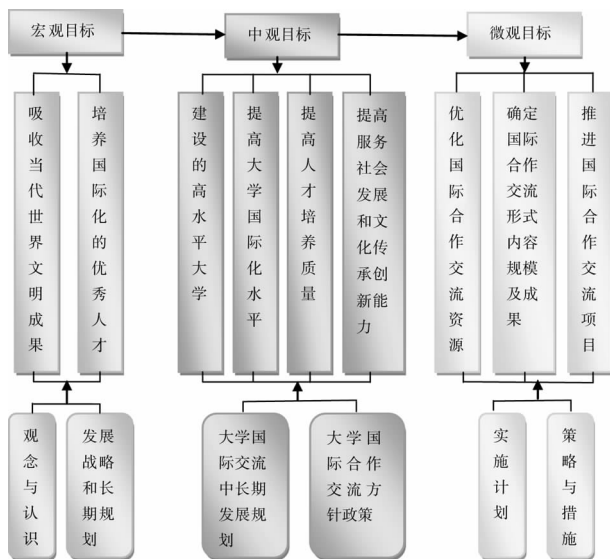 宏观目标
中观目标
微观目标
吸收当代世界文明成果
培养国际化的优秀人才
建设的高水平大学
提高大学国际化水平
提高人才培养质量
提高
服务
社会
发展
和文
化传
承创
新能
力
优化国际合作交流资源
确定
国际
合作
交流
形式
内容
规模
及成
果
推进国际合作交流项目
观念与认识
发展
战略
和长
期规
划
大学国
际交流
中长期
发展规
划
大学国
际合作
交流方
针政策
实施计划
策略与措施